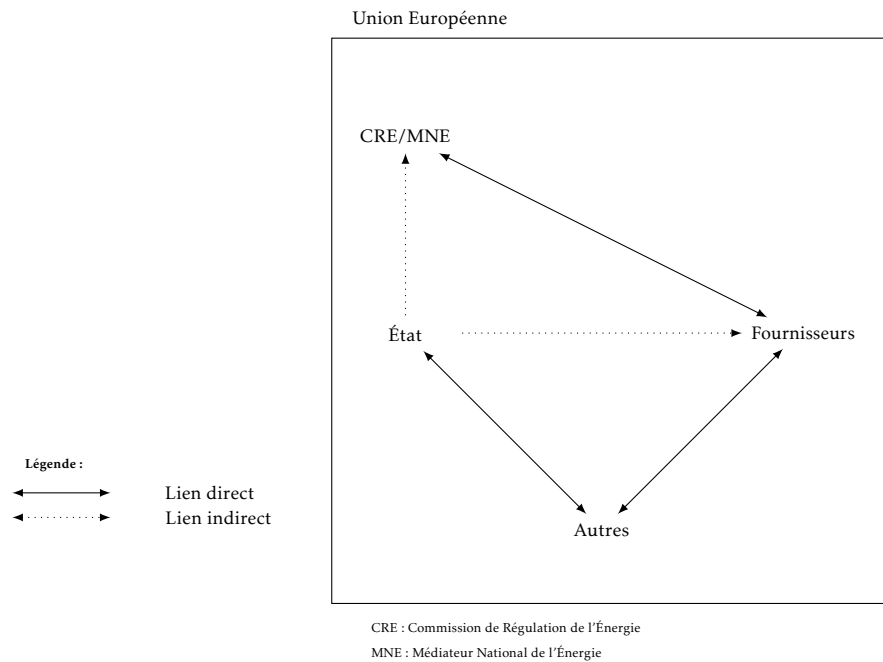 Union Européenne
CRE/MNE
État
Fournisseurs
Légende :
Lien direct
Lien indirect
Autres
CRE : Commission de Régulation de l'Énergie
MNE : Médiateur National de l'Énergie